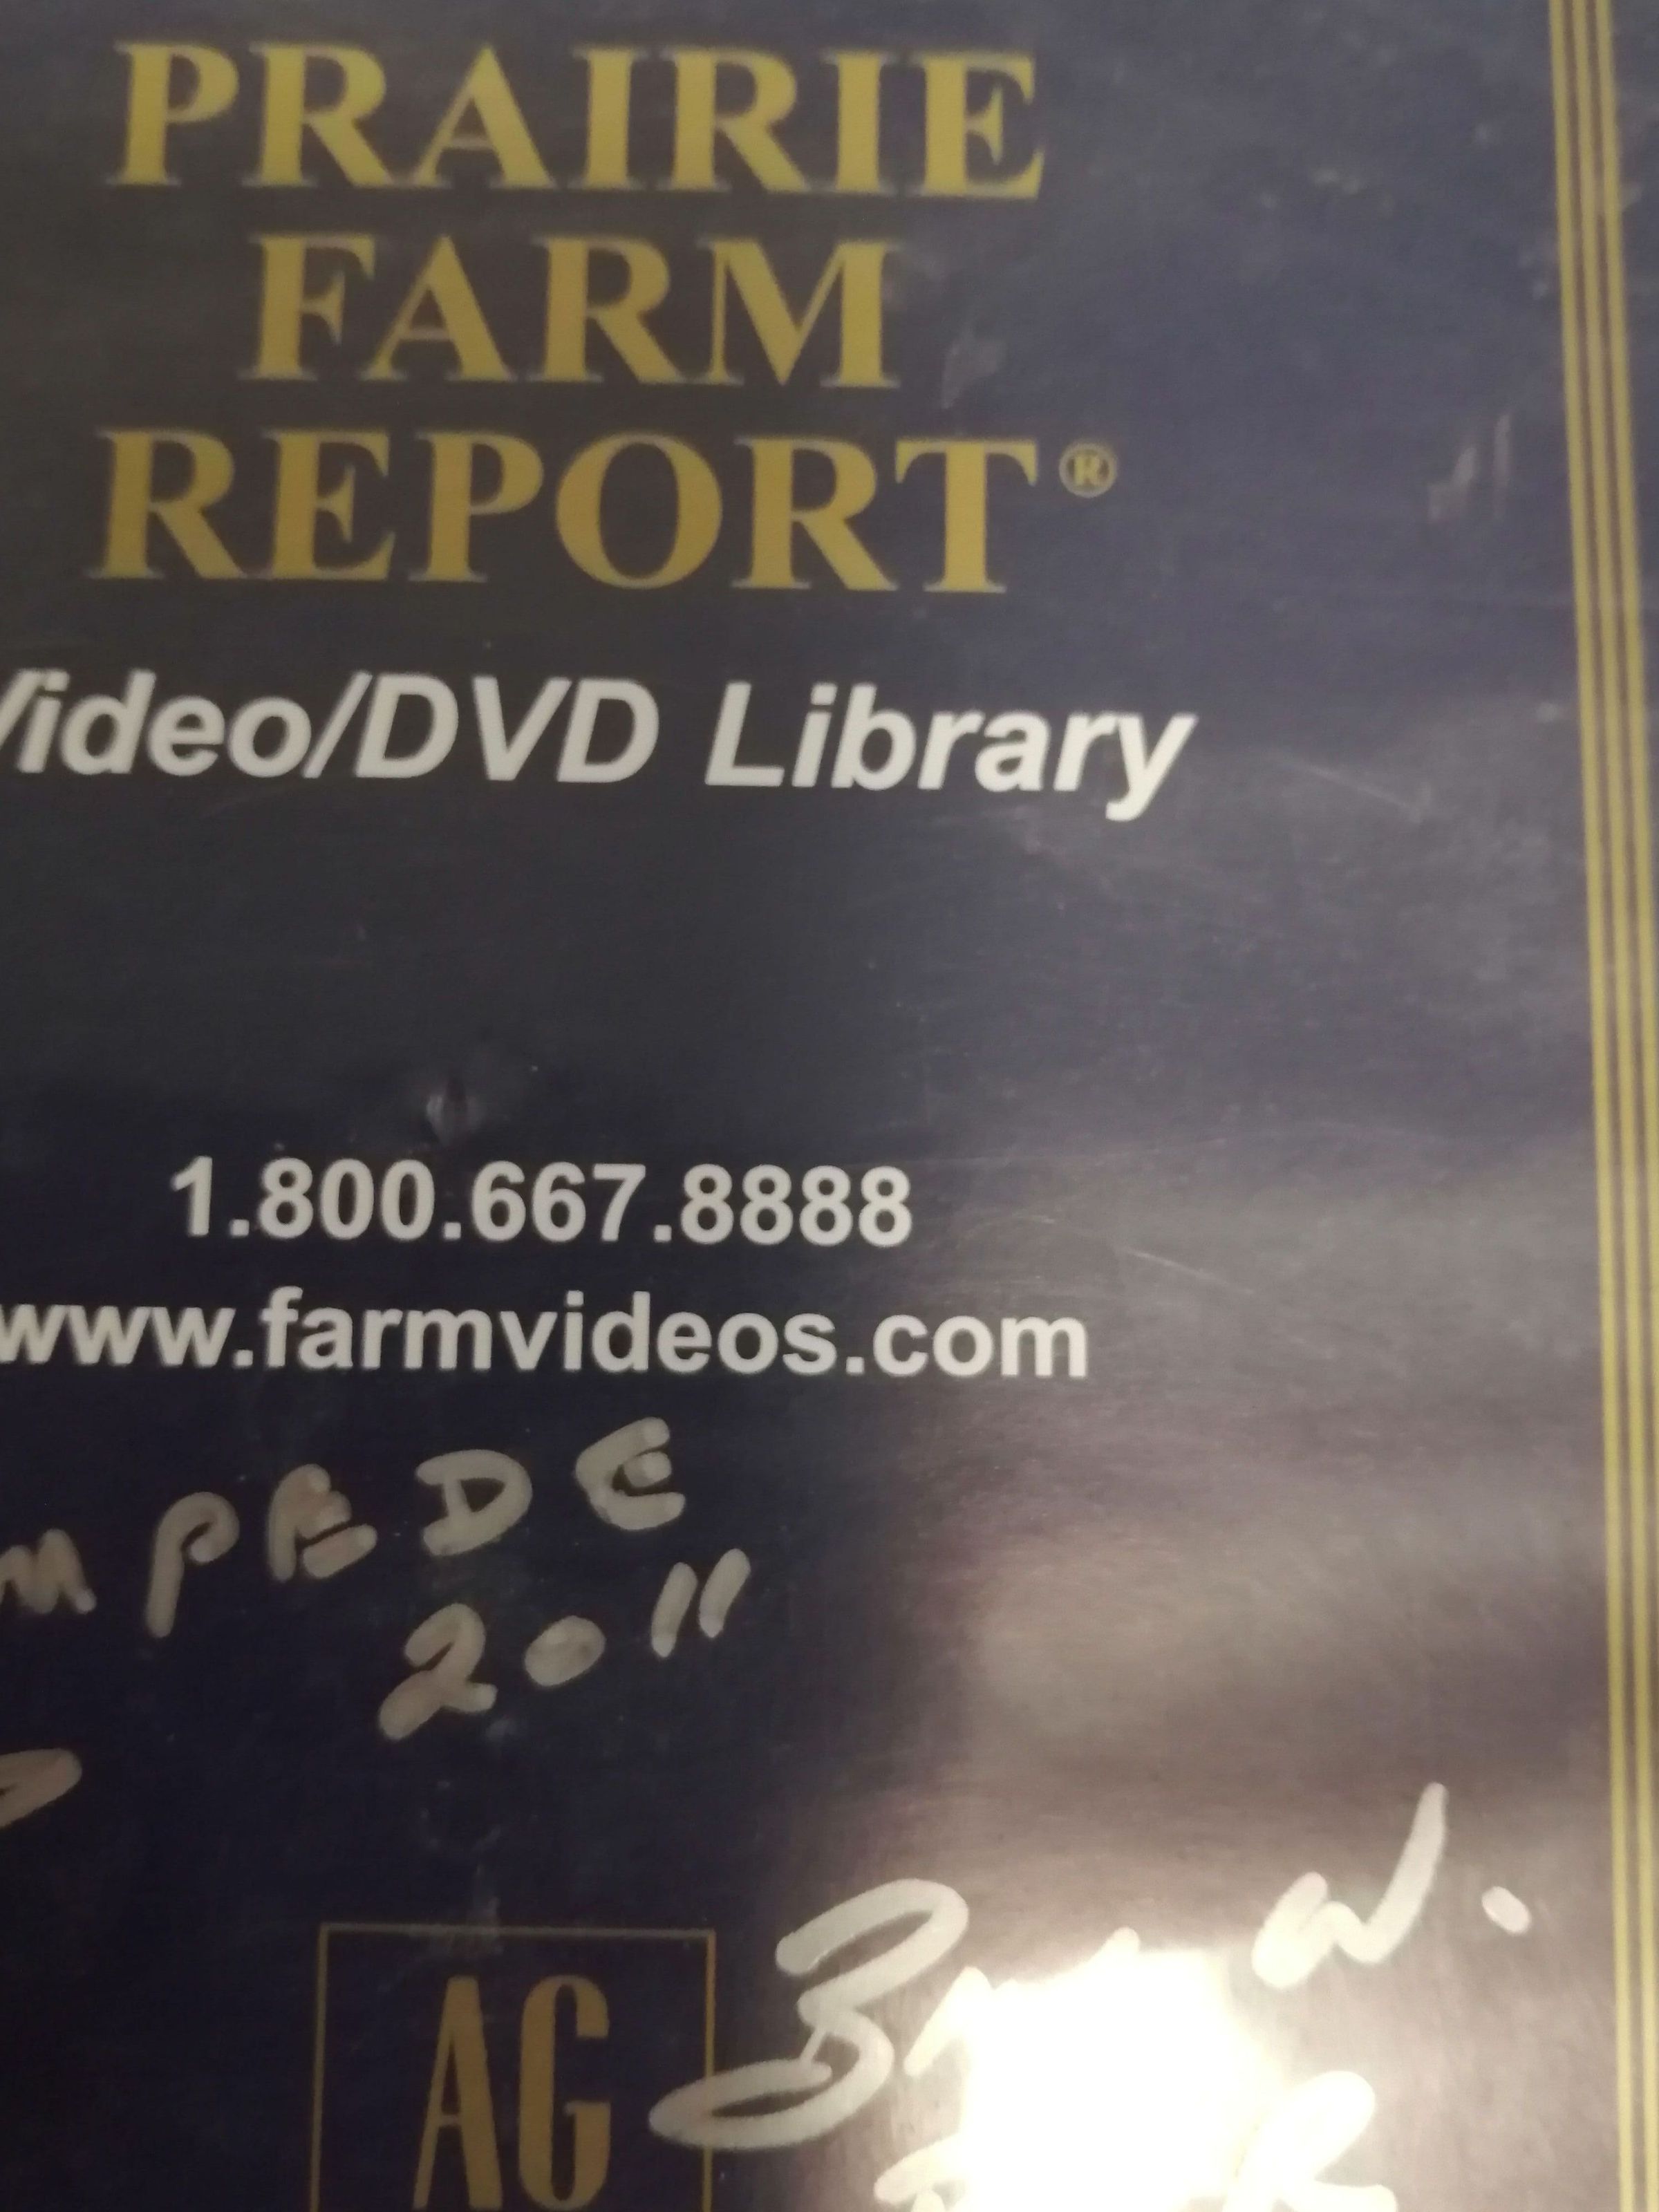 PRAIRIE
FARM
REPORT®
Video/DVD Library
1.800.667.8888
www.farmvideos.com
MPEDE
2011
W.
AG